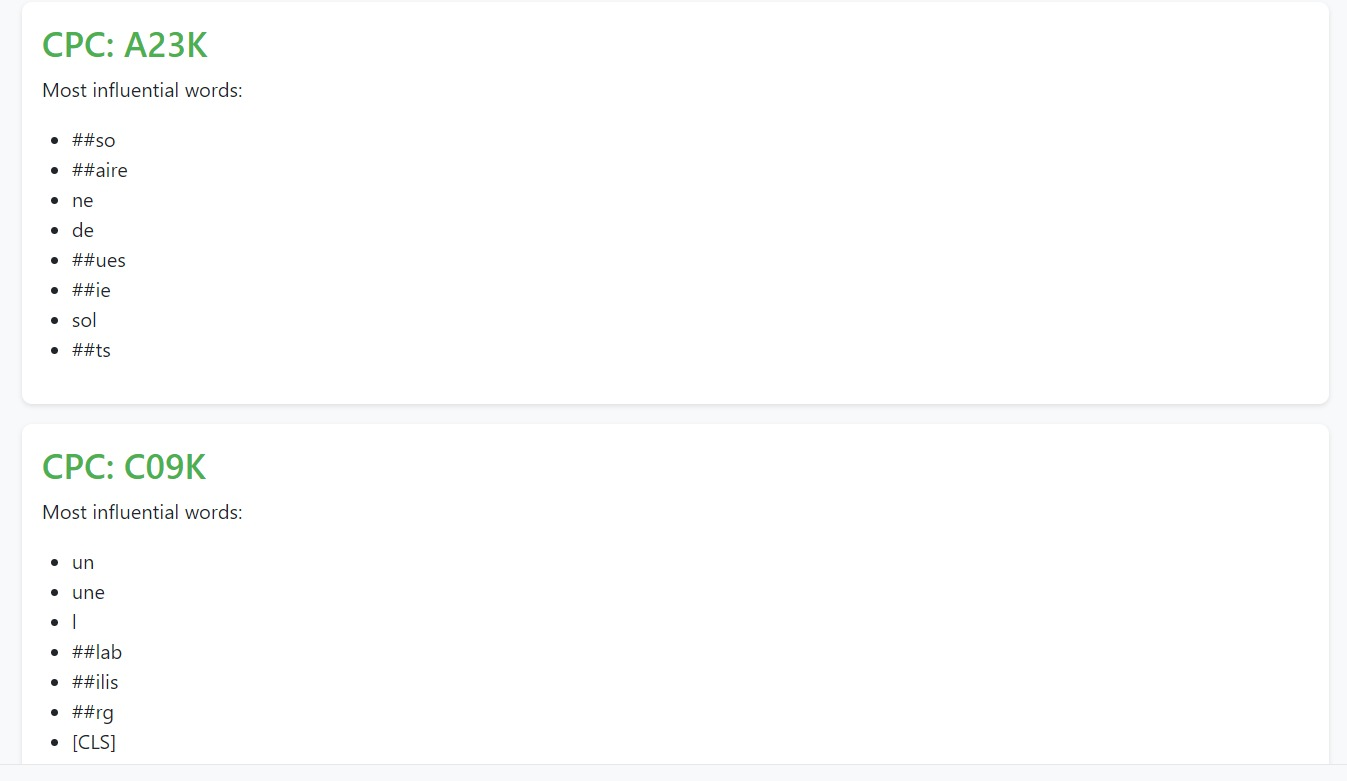 CPC: A23K
Most influential words:
##so
##aire
ne
de
##ues
##ie
sol
##ts
CPC: C09K
Most influential words:
un
une
l
##lab
##ilis
##rg
[CLS]